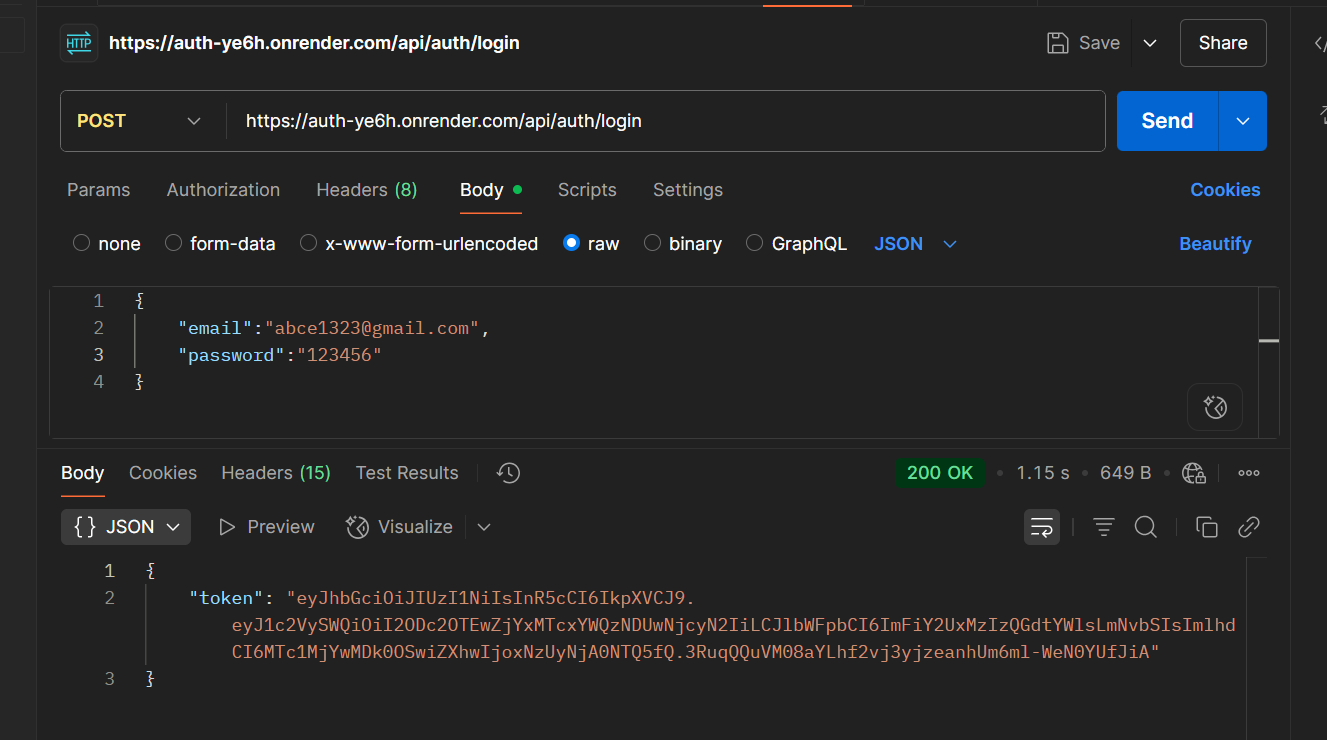 HTTP https://auth-ye6h.onrender.com/api/auth/login Save Share
POST https://auth-ye6h.onrender.com/api/auth/login Send
Params Authorization Headers (8) Body Scripts Settings Cookies
none form-data x-www-form-urlencoded raw binary GraphQL JSON Beautify
1 {
2 "email":"abce1323@gmail.com",
3 "password":"123456"
4 }
Body Cookies Headers (15) Test Results 200 OK • 1.15 s • 649 B
{} JSON Preview Visualize
1 {
2 "token": "eyJhbGciOiJIUzI1NiIsInR5cCI6IkpXVCJ9.
eyJ1c2VySWQiOiI2ODc2OTEwZjYxMTcxYWQzNDUwNjcyN2IiLCJlbWFpbCI6ImFiY2UxMzIzQGdtYWlsLmNvbSIsImlhd
CI6MTc1MjYwMDk0OSwiZXhwIjoxNzUyNjA0NTQ5fQ.3RuqQQuVM08aYLhf2vj3yjzeanhUm6ml-WeN0YUfJiA"
3 }